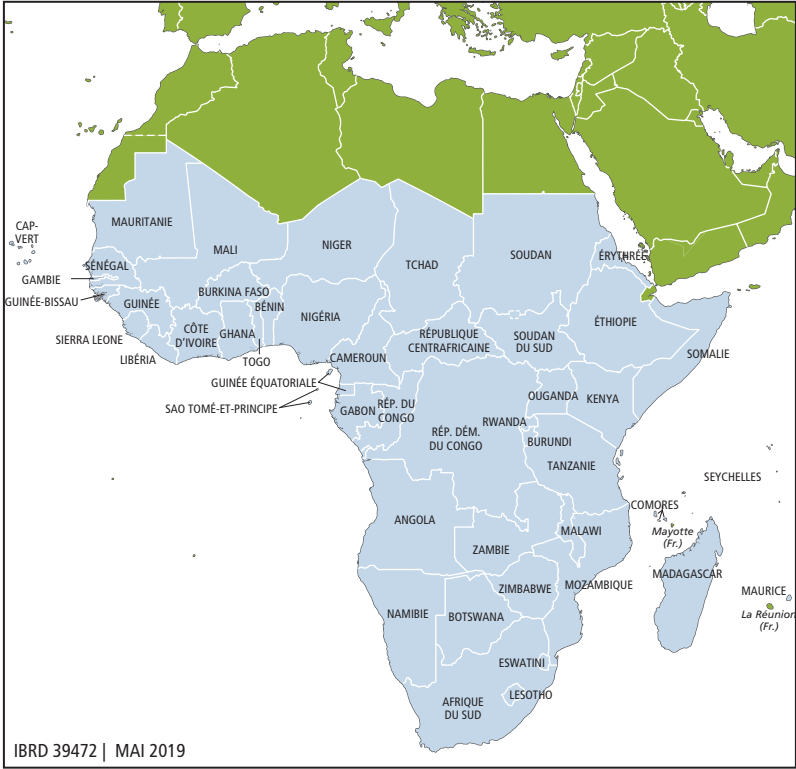 CAP-
VERT
MAURITANIE
MALI
NIGER
TCHAD
SOUDAN
ÉRYTHRÉE
SÉNÉGAL
GAMBIE
GUINÉE-BISSAU
GUINÉE
BURKINA FASO
BÉNIN
NIGÉRIA
ÉTHIOPIE
SIERRA LEONE
LIBÉRIA
CÔTE
D'IVOIRE
GHANA
TOGO
CAMEROUN
RÉPUBLIQUE
CENTRAFRICAINE
SOUDAN
DU SUD
SOMALIE
GUINÉE ÉQUATORIALE
SAO TOMÉ-ET-PRINCIPE
GABON
RÉP. DU
CONGO
RÉP. DÉM.
DU CONGO
OUGANDA
KENYA
RWANDA
BURUNDI
TANZANIE
SEYCHELLES
COMORES
Mayotte
(Fr.)
ANGOLA
ZAMBIE
MALAWI
MOZAMBIQUE
MADAGASCAR
MAURICE
La Réunion
(Fr.)
ZIMBABWE
NAMIBIE
BOTSWANA
ESWATINI
LESOTHO
AFRIQUE
DU SUD
IBRD 39472 | MAI 2019